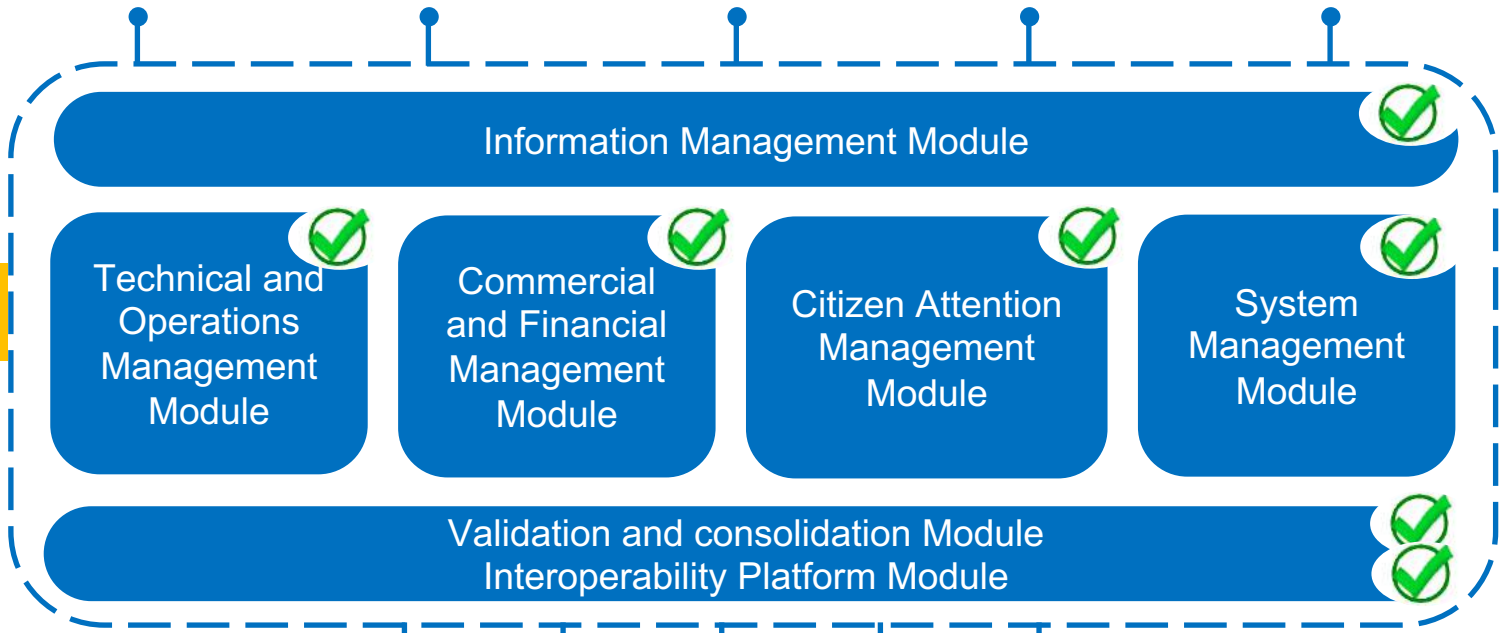 Information Management Module
Technical and
Operations
Management
Module
Commercial
and Financial
Management
Module
Citizen Attention
Management
Module
System
Management
Module
Validation and consolidation Module
Interoperability Platform Module